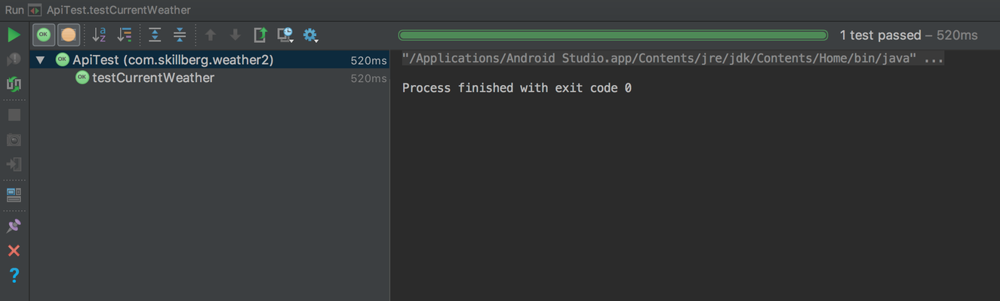 Run ApiTest.testCurrentWeather
OK a z 1 test passed – 520ms
OK ApiTest (com.skillberg.weather2) 520ms
OK testCurrentWeather 520ms
"/Applications/Android Studio.app/Contents/jre/jdk/Contents/Home/bin/java" ...
Process finished with exit code 0
?